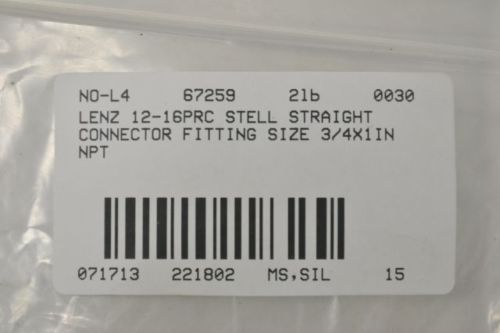 NO-L4 67259 2lb 0030
LENZ 12-16PRC STELL STRAIGHT
CONNECTOR FITTING SIZE 3/4X1IN
NPT
071713 221802 MS,SIL 15